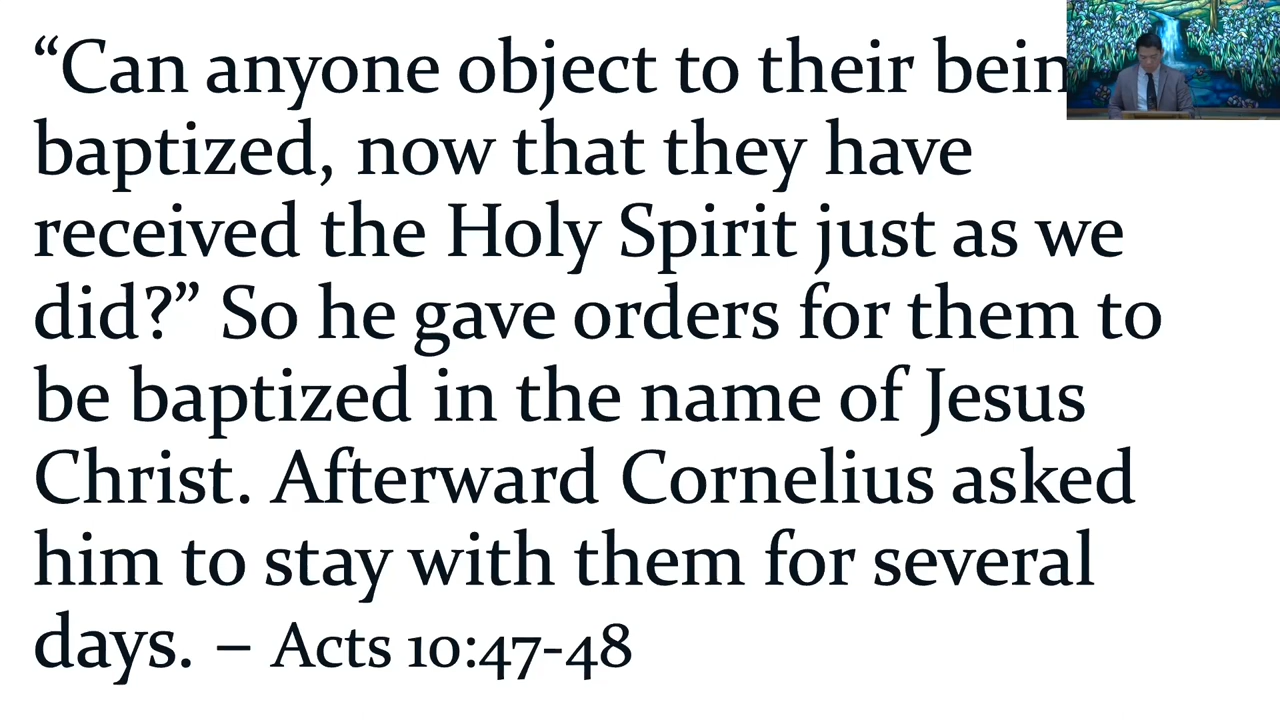 “Can anyone object to their bein
baptized, now that they have
received the Holy Spirit just as we
did?” So he gave orders for them to
be baptized in the name of Jesus
Christ. Afterward Cornelius asked
him to stay with them for several
days. – Acts 10:47-48